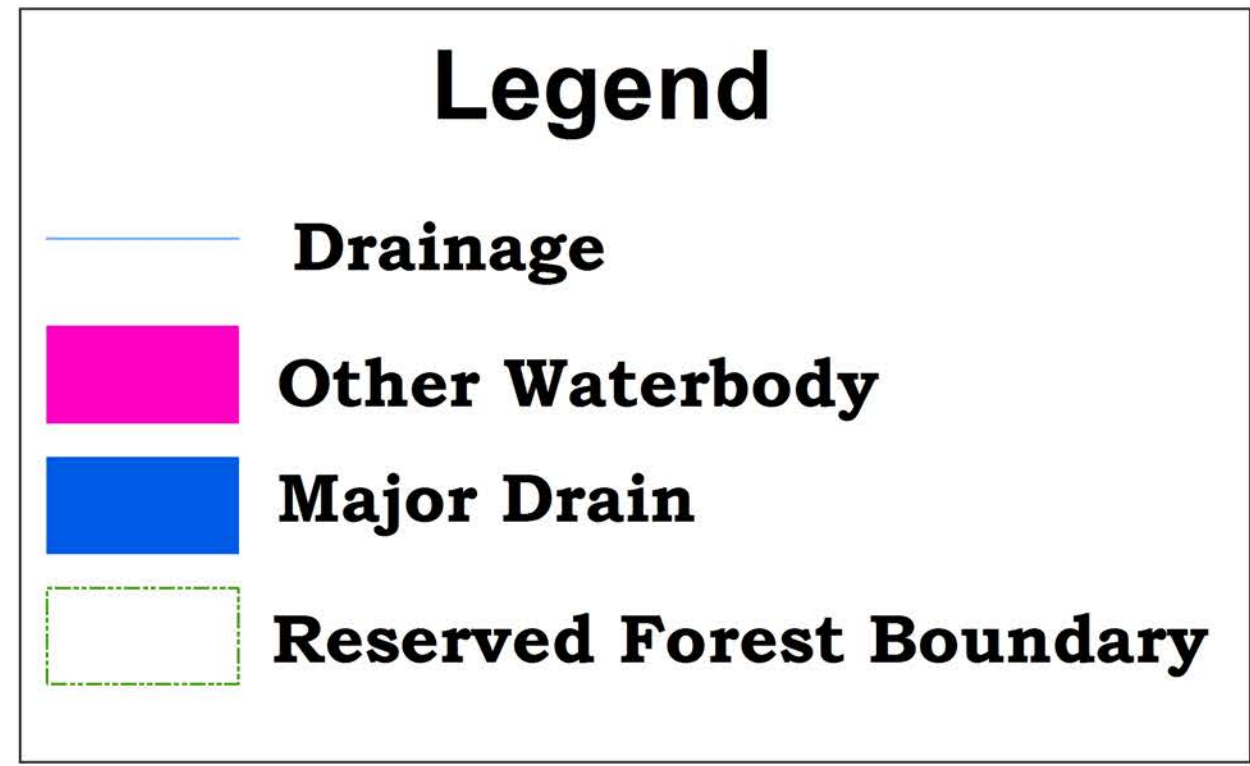 Legend
Drainage
Other Waterbody
Major Drain
Reserved Forest Boundary